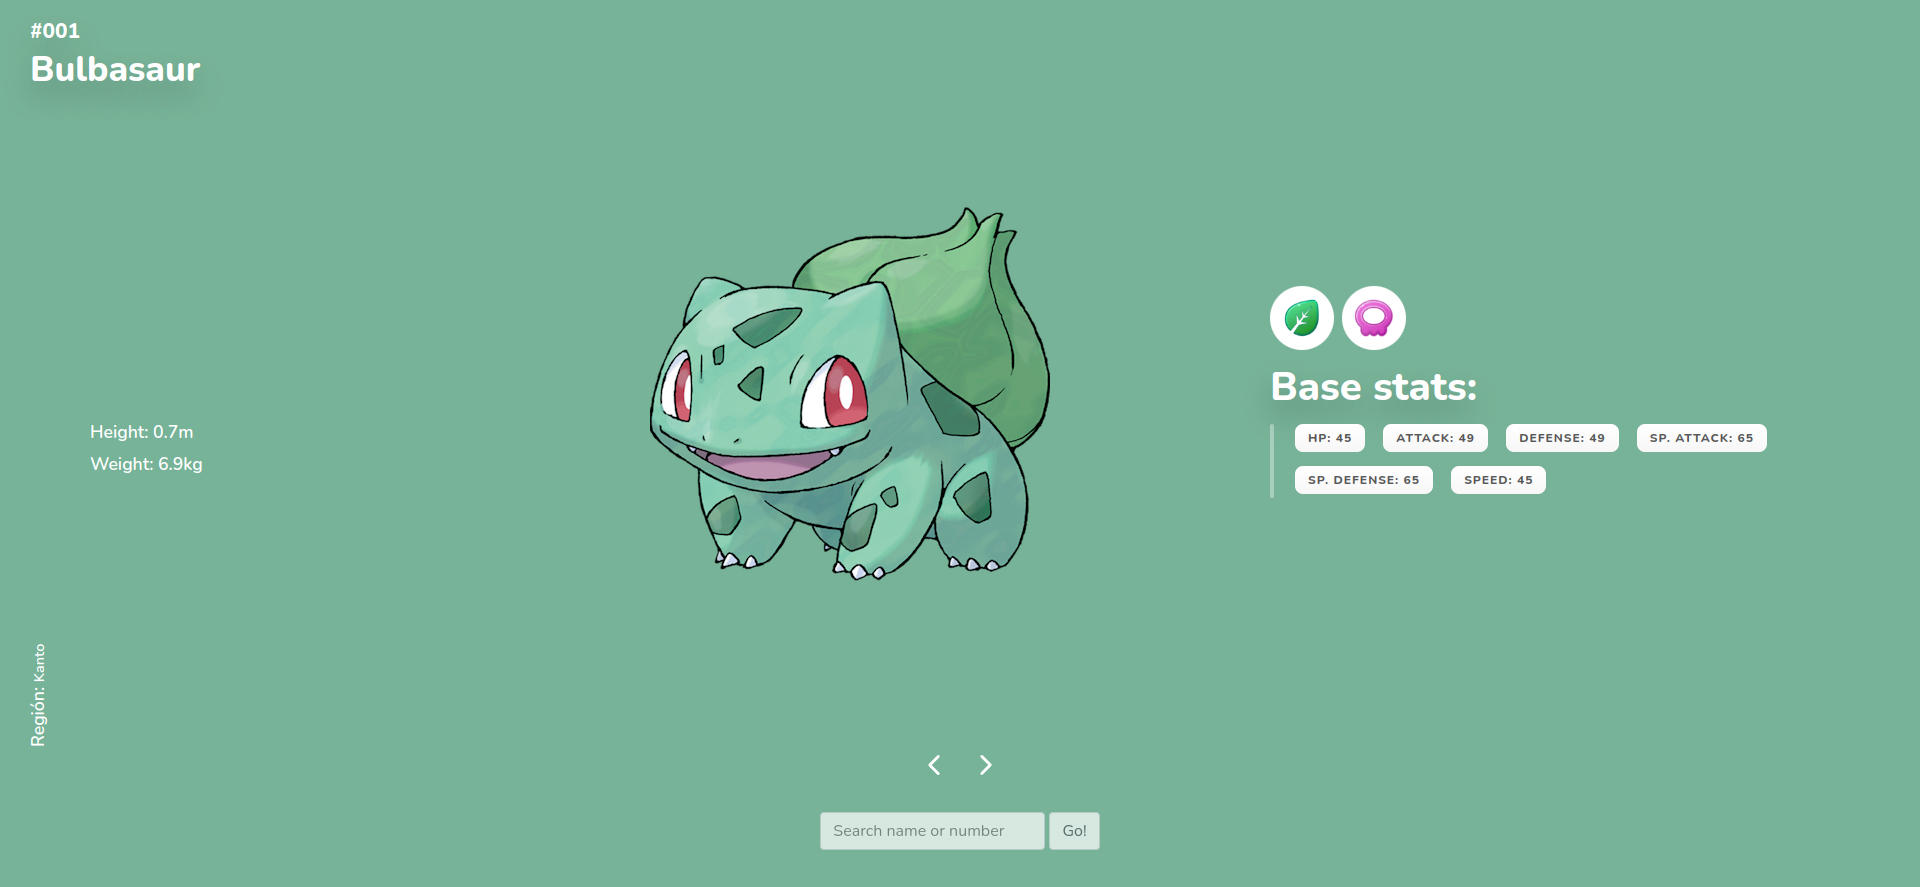 #001
Bulbasaur
Height: 0.7m
Weight: 6.9kg
Región: Kanto
Base stats:
HP: 45 ATTACK: 49 DEFENSE: 49 SP. ATTACK: 65
SP. DEFENSE: 65 SPEED: 45
Search name or number Go!